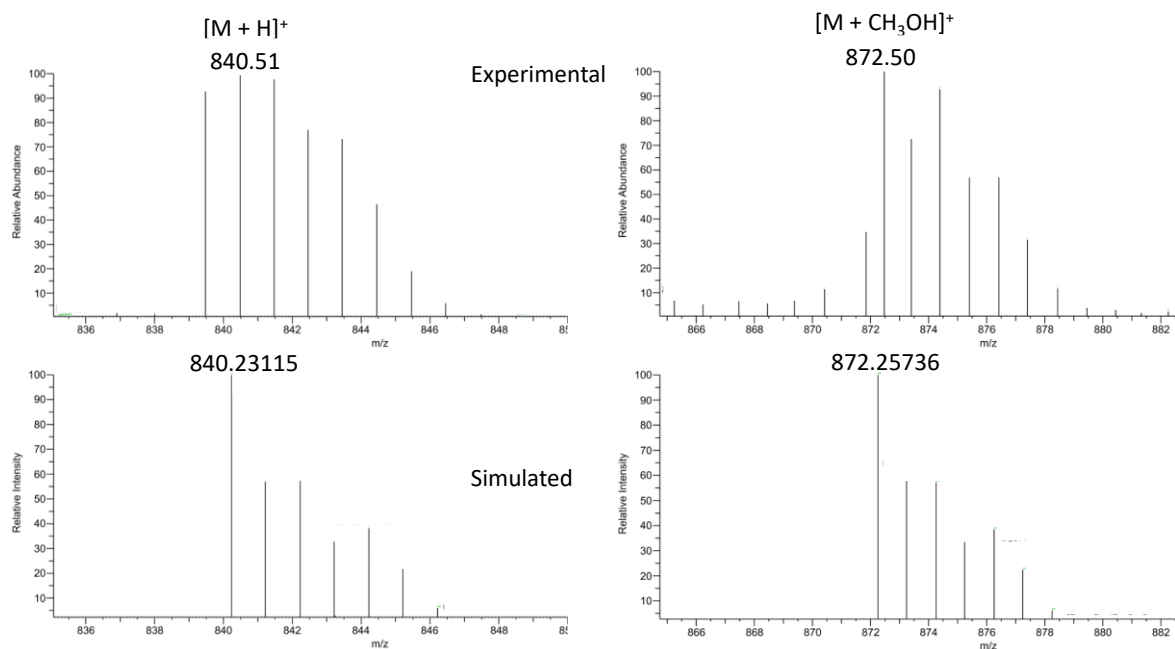 [M + H]⁺
840.51
Experimental
[M + CH₃OH]⁺
872.50
Relative Abundance
100
90
80
70
60
50
40
30
20
10
836 838 840 842 844 846 848
m/z
Relative Abundance
100
90
80
70
60
50
40
30
20
10
866 868 870 872 874 876 878 880 882
m/z
840.23115
Simulated
872.25736
Relative Intensity
100
90
80
70
60
50
40
30
20
10
836 838 840 842 844 846 848
m/z
Relative Intensity
100
90
80
70
60
50
40
30
20
10
866 868 870 872 874 876 878 880 882
m/z